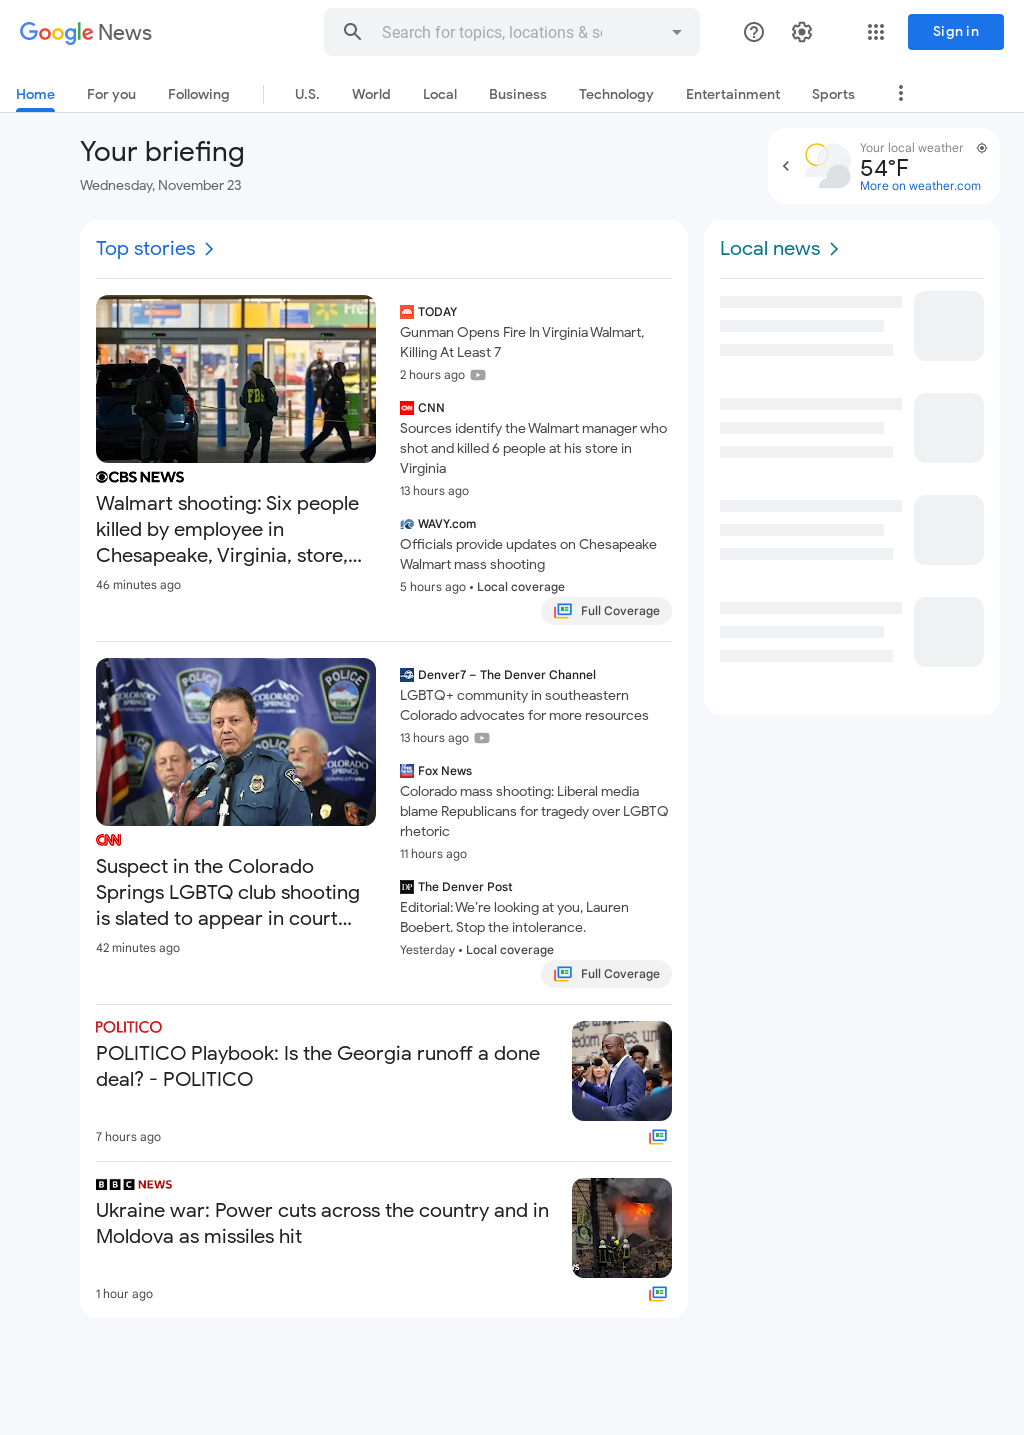 Google News
Search for topics, locations & so
Sign in
Home
For you
Following
U.S.
World
Local
Business
Technology
Entertainment
Sports
Your briefing
Wednesday, November 23
Your local weather
54°F
More on weather.com
Top stories
CBS NEWS
Walmart shooting: Six people
killed by employee in
Chesapeake, Virginia, store,...
46 minutes ago
TODAY
Gunman Opens Fire In Virginia Walmart,
Killing At Least 7
2 hours ago
CNN
Sources identify the Walmart manager who
shot and killed 6 people at his store in
Virginia
13 hours ago
WAVY.com
Officials provide updates on Chesapeake
Walmart mass shooting
5 hours ago • Local coverage
Full Coverage
POLICE
COLORADO SPRINGS
POLICE
CNN
Suspect in the Colorado
Springs LGBTQ club shooting
is slated to appear in court...
42 minutes ago
Denver7 – The Denver Channel
LGBTQ+ community in southeastern
Colorado advocates for more resources
13 hours ago
Fox News
Colorado mass shooting: Liberal media
blame Republicans for tragedy over LGBTQ
rhetoric
11 hours ago
DP The Denver Post
Editorial: We're looking at you, Lauren
Boebert. Stop the intolerance.
Yesterday • Local coverage
Full Coverage
POLITICO
POLITICO Playbook: Is the Georgia runoff a done
deal? - POLITICO
7 hours ago
BBC NEWS
Ukraine war: Power cuts across the country and in
Moldova as missiles hit
1 hour ago
Local news